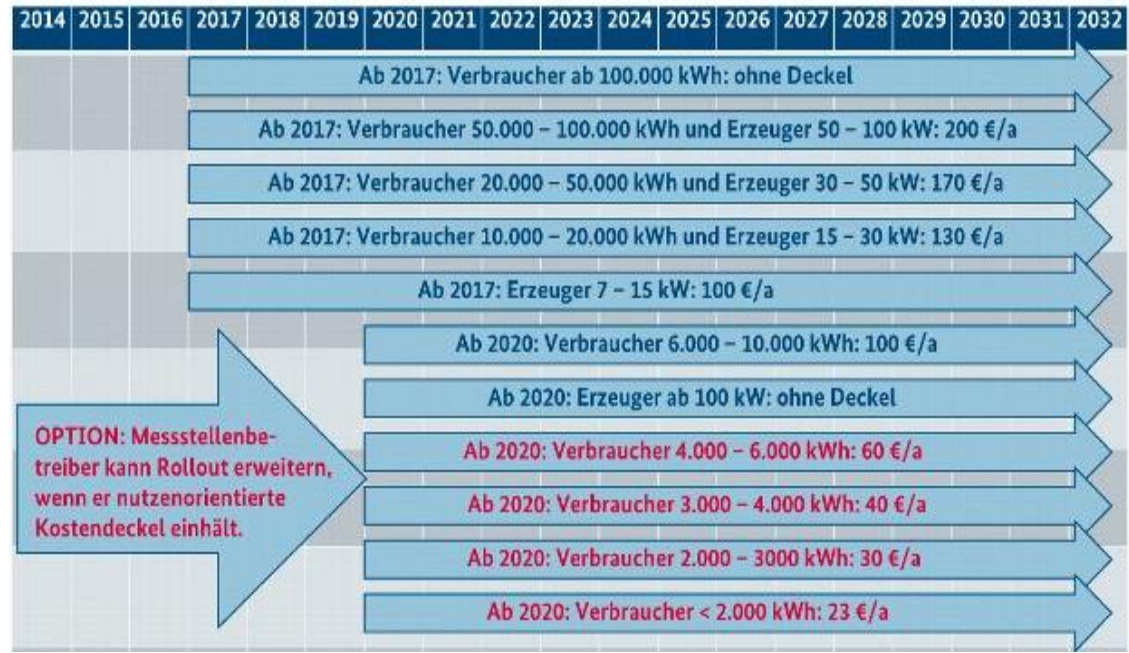 2014 2015 2016 2017 2018 2019 2020 2021 2022 2023 2024 2025 2026 2027 2028 2029 2030 2031 2032
Ab 2017: Verbraucher ab 100.000 kWh: ohne Deckel
Ab 2017: Verbraucher 50.000 – 100.000 kWh und Erzeuger 50 – 100 kW: 200 €/a
Ab 2017: Verbraucher 20.000 – 50.000 kWh und Erzeuger 30 – 50 kW: 170 €/a
Ab 2017: Verbraucher 10.000 – 20.000 kWh und Erzeuger 15 – 30 kW: 130 €/a
Ab 2017: Erzeuger 7 – 15 kW: 100 €/a
Ab 2020: Verbraucher 6.000 – 10.000 kWh: 100 €/a
Ab 2020: Erzeuger ab 100 kW: ohne Deckel
OPTION: Messstellenbe-
treiber kann Rollout erweitern,
wenn er nutzenorientierte
Kostendeckel einhält.
Ab 2020: Verbraucher 4.000 – 6.000 kWh: 60 €/a
Ab 2020: Verbraucher 3.000 – 4.000 kWh: 40 €/a
Ab 2020: Verbraucher 2.000 – 3000 kWh: 30 €/a
Ab 2020: Verbraucher < 2.000 kWh: 23 €/a